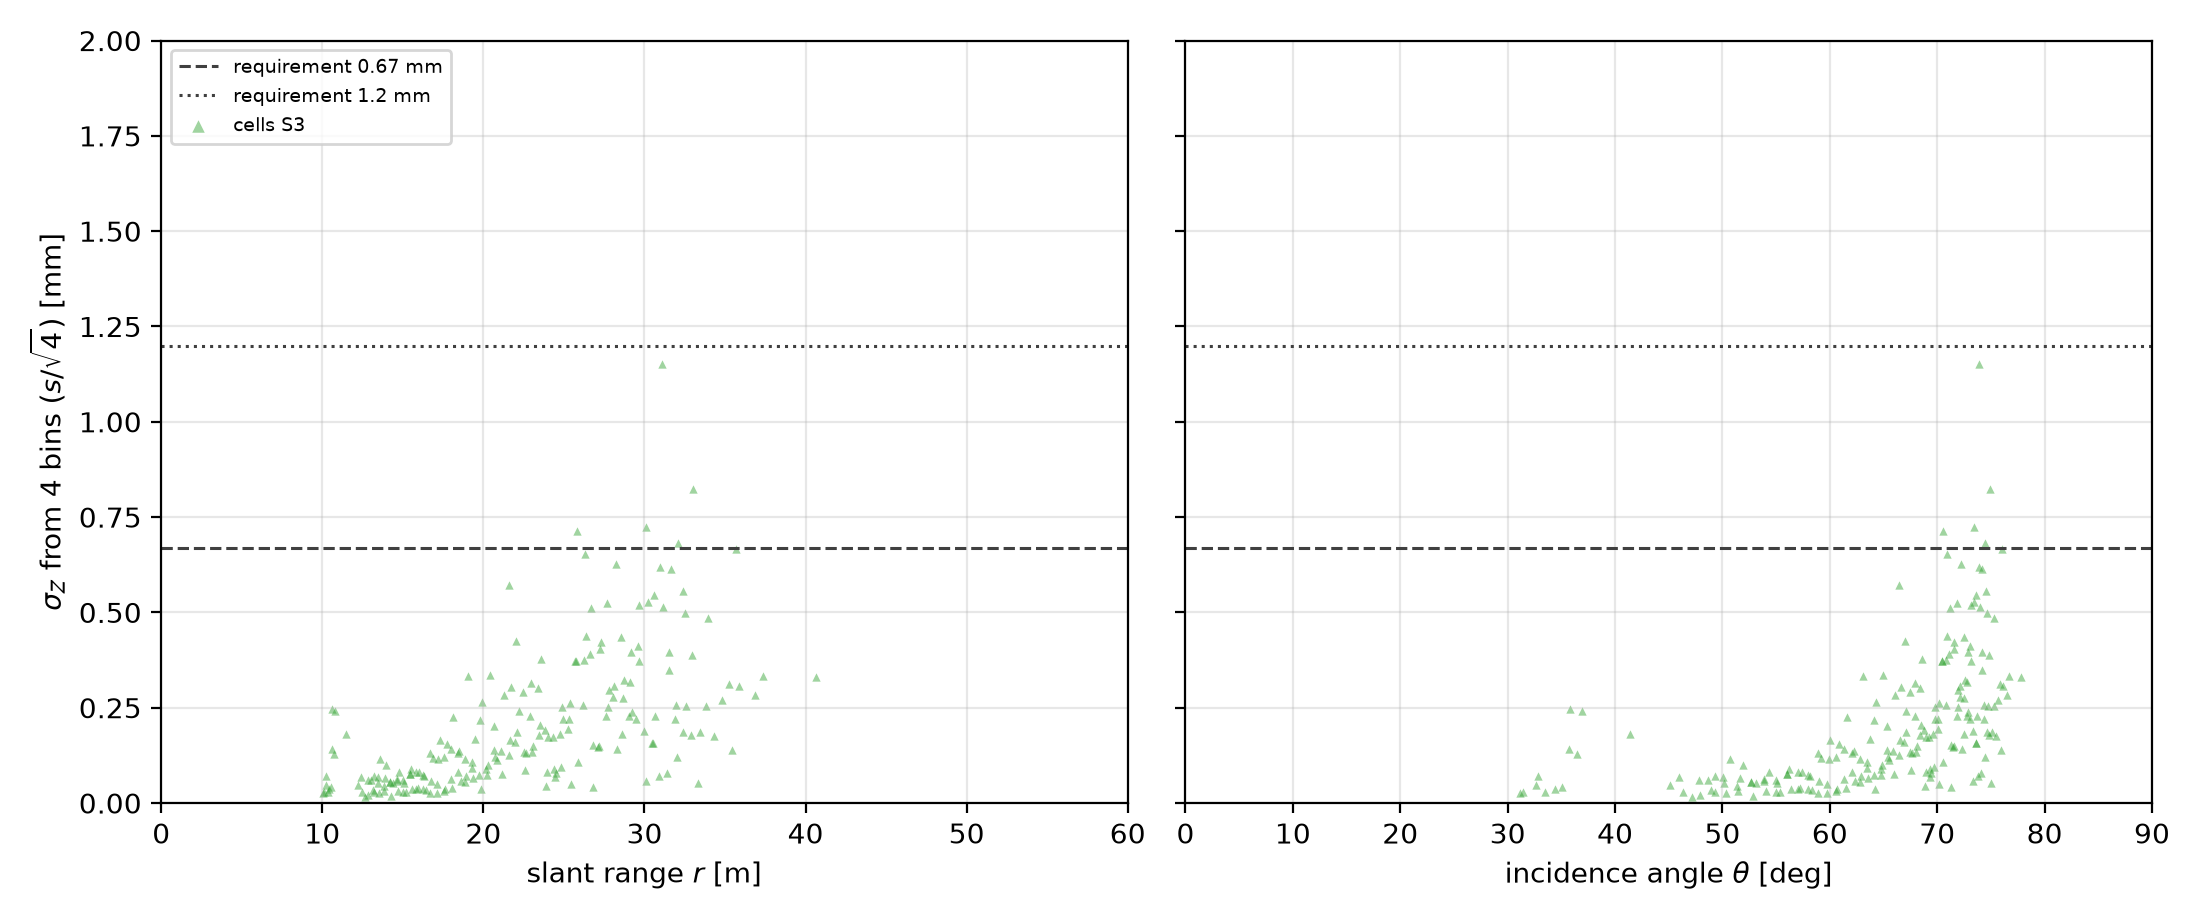 2.00
1.75
1.50
1.25
1.00
0.75
0.50
0.25
0.00
σZ from 4 bins (s/√4) [mm]
requirement 0.67 mm
requirement 1.2 mm
cells S3
0 10 20 30 40 50 60
slant range r [m]
0 10 20 30 40 50 60 70 80 90
incidence angle θ [deg]